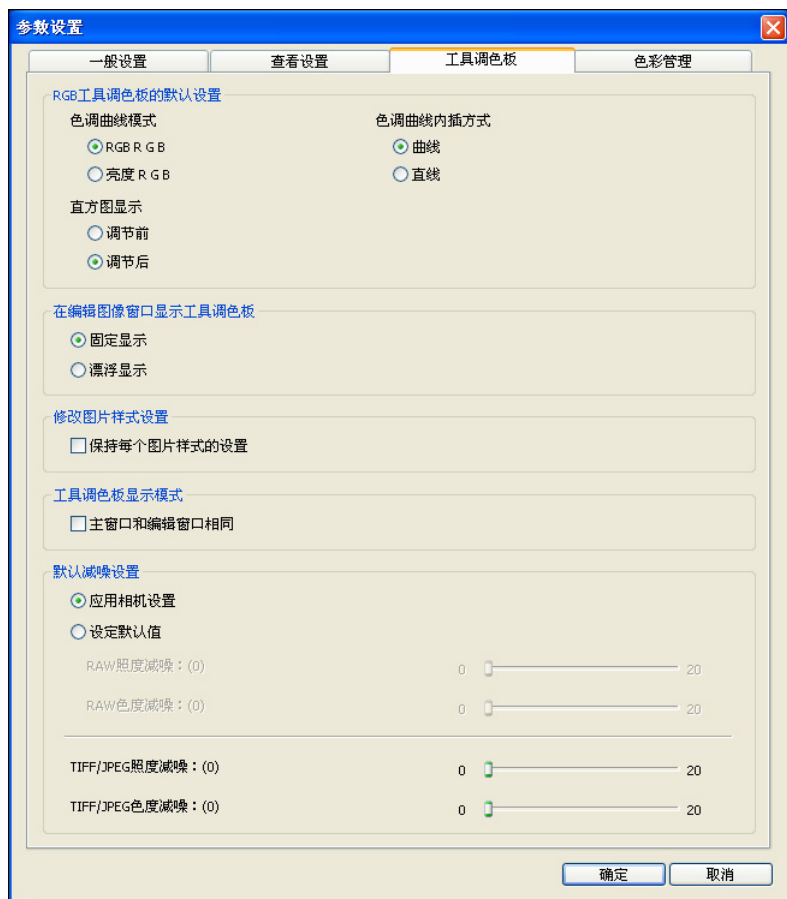 参数设置
一般设置 查看设置 工具调色板 色彩管理
RGB工具调色板的默认设置
色调曲线模式 色调曲线内插方式
RGB R G B 曲线
亮度 R G B 直线
直方图显示
调节前
调节后
在编辑图像窗口显示工具调色板
固定显示
漂浮显示
修改图片样式设置
保持每个图片样式的设置
工具调色板显示模式
主窗口和编辑窗口相同
默认减噪设置
应用相机设置
设定默认值
RAW照度减噪：(0) 0 20
RAW色度减噪：(0) 0 20
TIFF/JPEG照度减噪：(0) 0 20
TIFF/JPEG色度减噪：(0) 0 20
确定 取消